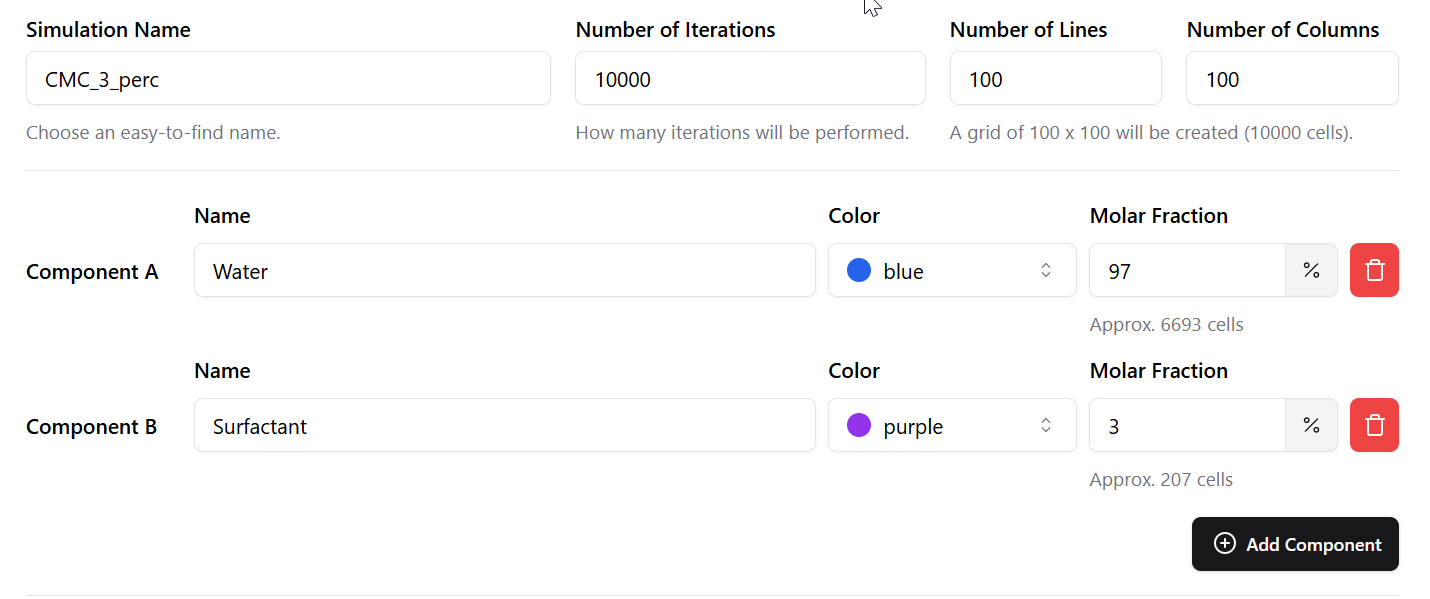 Simulation Name Number of Iterations Number of Lines Number of Columns
CMC_3_perc 10000 100 100
Choose an easy-to-find name. How many iterations will be performed. A grid of 100 x 100 will be created (10000 cells).
Name Color Molar Fraction
Component A Water blue 97 %
Approx. 6693 cells
Name Color Molar Fraction
Component B Surfactant purple 3 %
Approx. 207 cells
Add Component